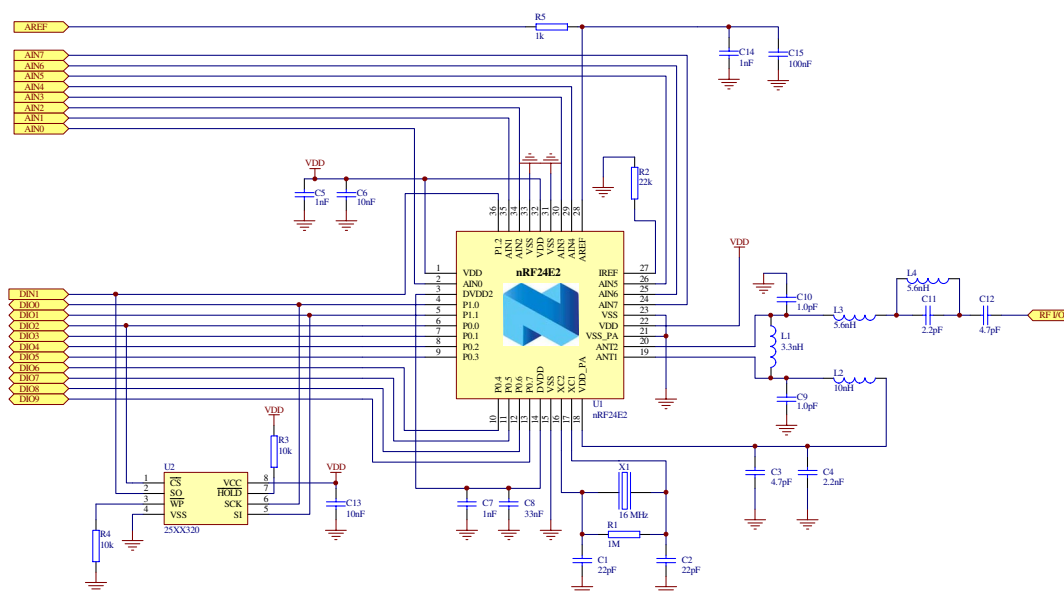 AREF
R5
1k
C14
1nF
C15
100nF
AIN7
AIN6
AIN5
AIN4
AIN3
AIN2
AIN1
AIN0
VDD
C5
1nF
C6
10nF
R2
22k
36 35 34 33 32 31 30 29 28
P1.2 AIN1 AIN2 VSS VDD VSS AIN3 AIN4 AREF
nRF24E2
1 VDD
2 AIN0
3 DVDD2
4 P1.0
5 P1.1
6 P0.0
7 P0.1
8 P0.2
9 P0.3
IREF 27
AIN5 26
AIN6 25
AIN7 24
VSS 23
VDD 22
VSS_PA 21
ANT2 20
ANT1 19
P0.4 P0.5 P0.6 P0.7 DVDD VSS XC2 XC1 VDD_PA
10 11 12 13 14 15 16 17 18
U1
nRF24E2
VDD
DIN1
DIO0
DIO1
DIO2
DIO3
DIO4
DIO5
DIO6
DIO7
DIO8
DIO9
C10
1.0pF
L1
3.3nH
C9
1.0pF
L3
5.6nH
L4
5.6nH
C11
2.2pF
C12
4.7pF
RF I/O
L2
10nH
C3
4.7pF
C4
2.2nF
VDD
R3
10k
U2
1 CS
2 SO
3 WP
4 VSS
VCC 8
HOLD 7
SCK 6
SI 5
25XX320
R4
10k
VDD
C13
10nF
C7
1nF
C8
33nF
X1
16 MHz
R1
1M
C1
22pF
C2
22pF